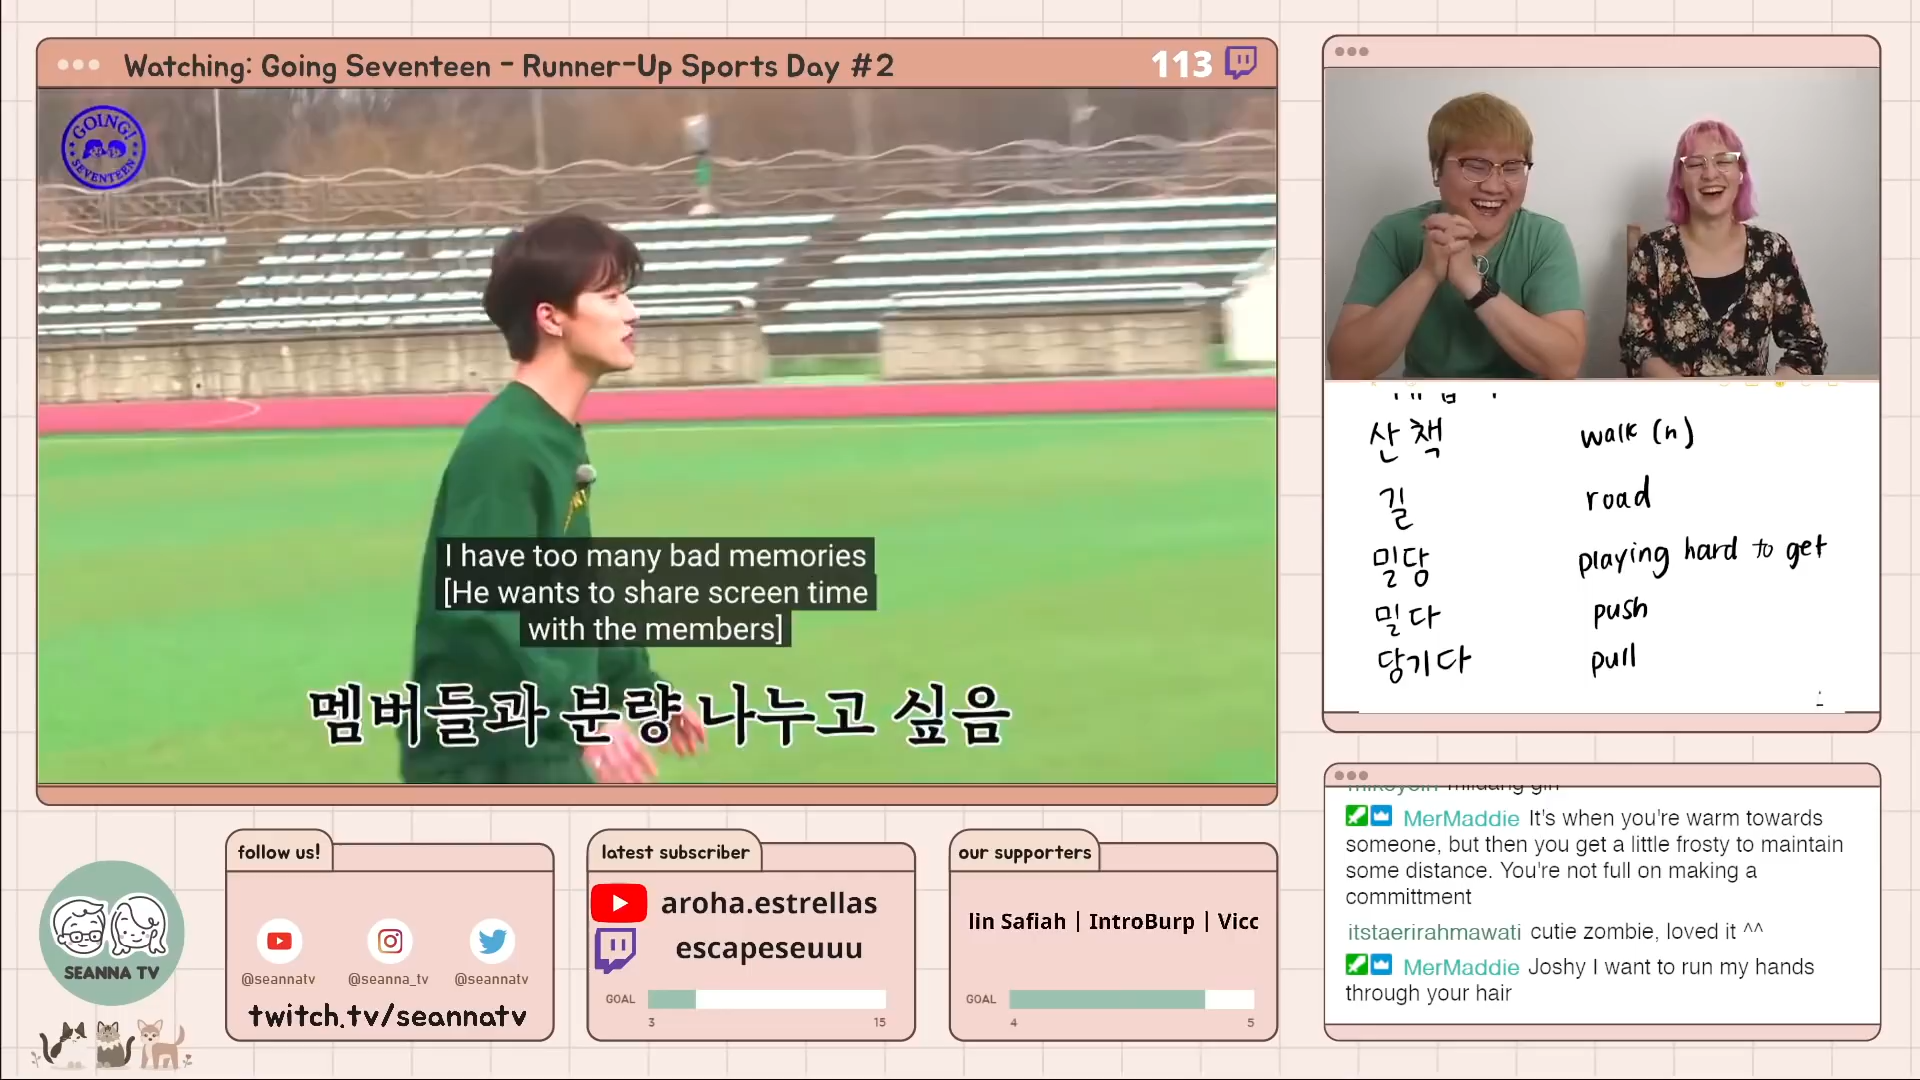 Watching: Going Seventeen - Runner-Up Sports Day #2
113
GOING!
SEVENTEEN
I have too many bad memories
[He wants to share screen time
with the members]
멤버들과 분량 나누고 싶음
산책 walk (n)
길 road
밀당 playing hard to get
밀다 push
당기다 pull
MerMaddie It's when you're warm towards
someone, but then you get a little frosty to maintain
some distance. You're not full on making a
committment
itstaerirahmawati cutie zombie, loved it ^^
MerMaddie Joshy I want to run my hands
through your hair
SEANNA TV
follow us!
@seannatv @seanna_tv @seannatv
twitch.tv/seannatv
latest subscriber
aroha.estrellas
escapeseuuu
GOAL
3 15
our supporters
lin Safiah | IntroBurp | Vicc
GOAL
4 5